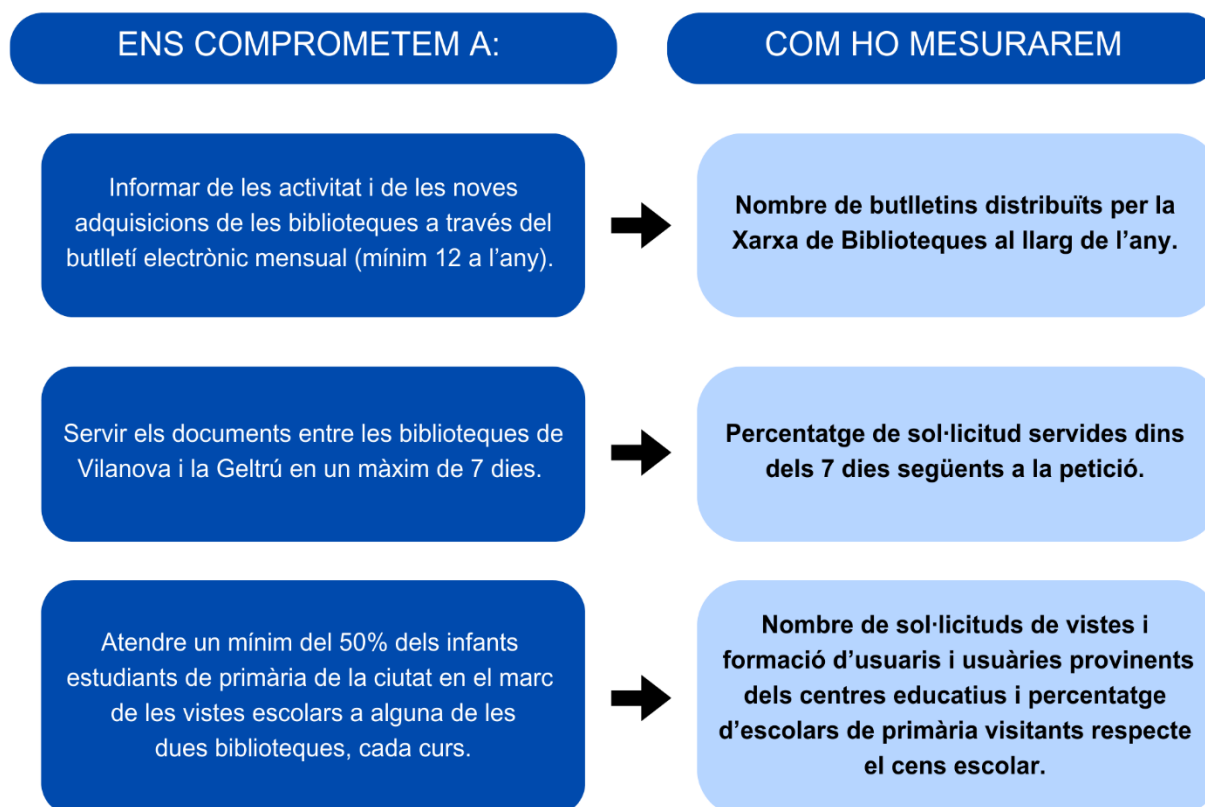 ENS COMPROMETEM A:
COM HO MESURAREM
Informar de les activitat i de les noves
adquisicions de les biblioteques a través del
butlletí electrònic mensual (mínim 12 a l'any).
Nombre de butlletins distribuïts per la
Xarxa de Biblioteques al llarg de l'any.
Servir els documents entre les biblioteques de
Vilanova i la Geltrú en un màxim de 7 dies.
Percentatge de sol·licitud servides dins
dels 7 dies següents a la petició.
Atendre un mínim del 50% dels infants
estudiants de primària de la ciutat en el marc
de les vistes escolars a alguna de les
dues biblioteques, cada curs.
Nombre de sol·licituds de vistes i
formació d'usuaris i usuàries provinents
dels centres educatius i percentatge
d'escolars de primària visitants respecte
el cens escolar.